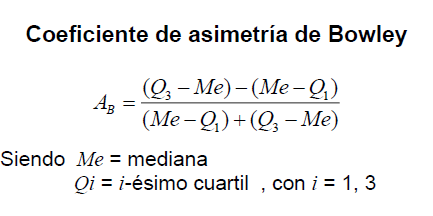 Coeficiente de asimetría de Bowley
A_B = \frac{(Q_3 - Me) - (Me - Q_1)}{(Me - Q_1) + (Q_3 - Me)}
Siendo Me = mediana
Qi = i-ésimo cuartil , con i = 1, 3